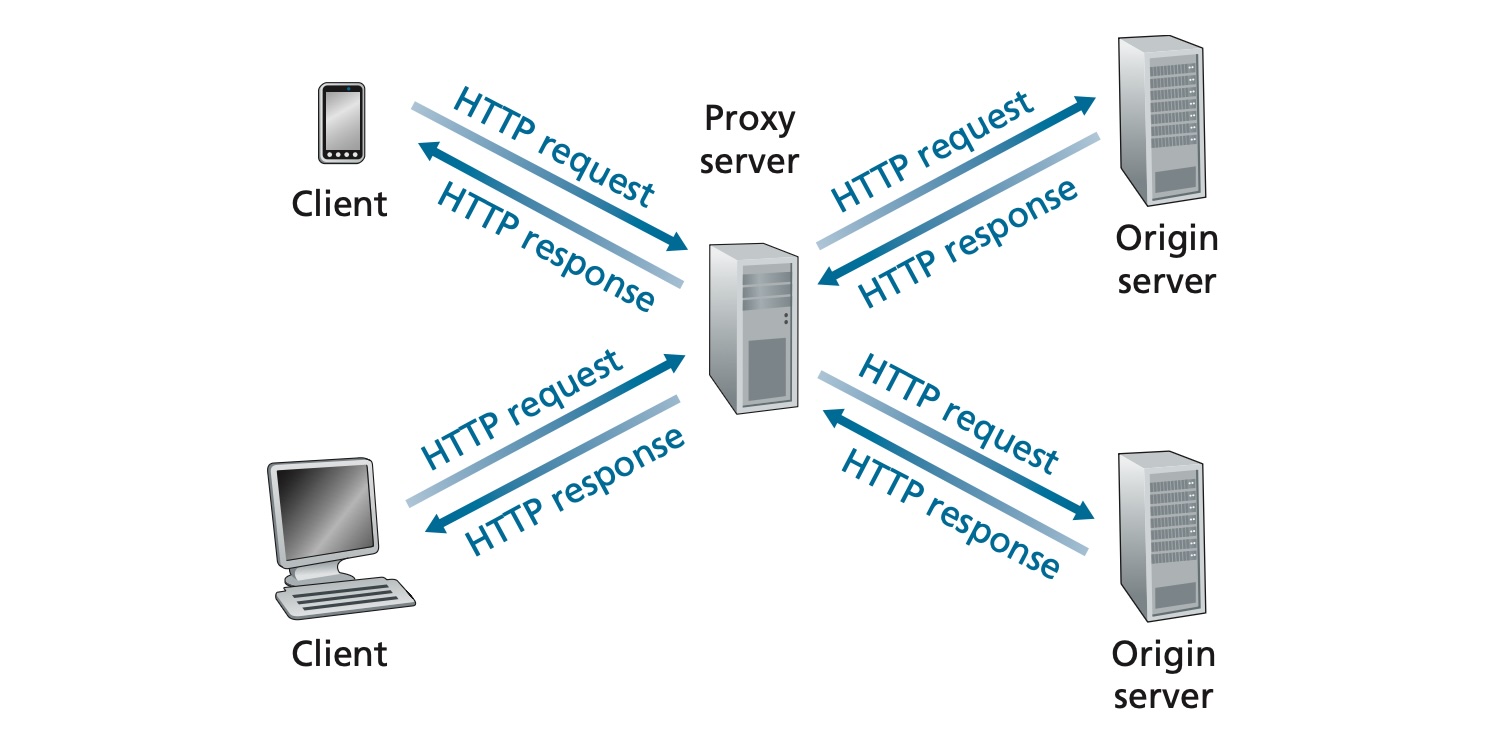 Client
HTTP request
HTTP response
Proxy
server
HTTP request
HTTP response
Origin
server
Client
HTTP request
HTTP response
HTTP request
HTTP response
Origin
server